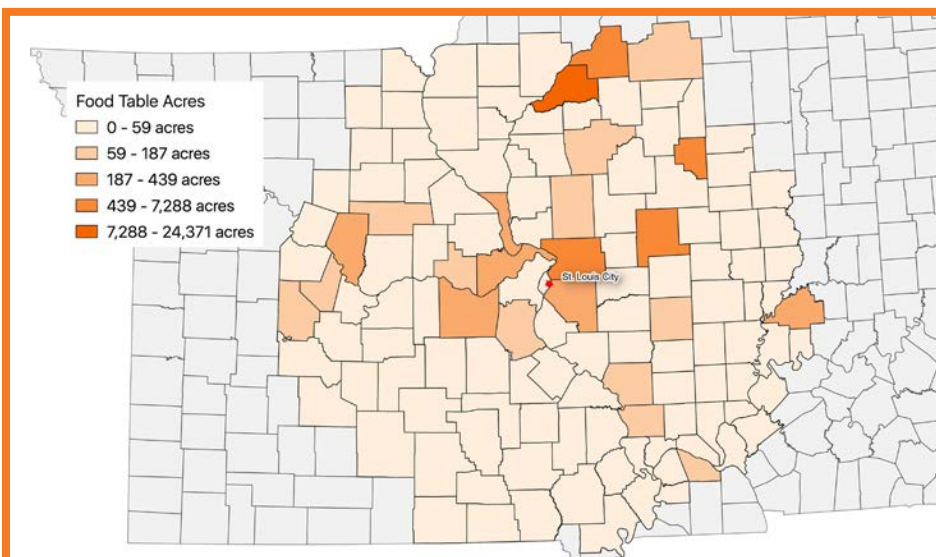 Food Table Acres
0 - 59 acres
59 - 187 acres
187 - 439 acres
439 - 7,288 acres
7,288 - 24,371 acres
St. Louis City